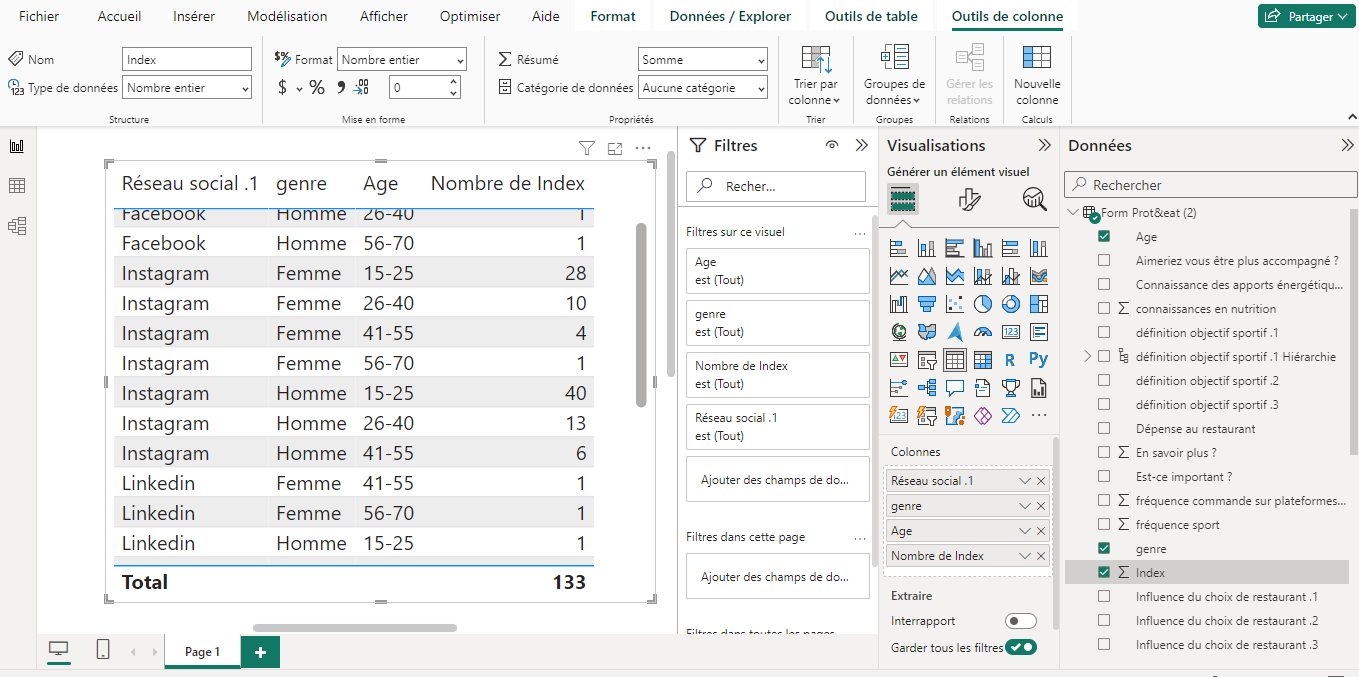 Fichier Accueil Insérer Modélisation Afficher Optimiser Aide Format Données / Explorer Outils de table Outils de colonne Partager
Nom Index
Type de données Nombre entier
Structure
Format Nombre entier
$ % 0
Mise en forme
Résumé Somme
Catégorie de données Aucune catégorie
Propriétés
Trier par
colonne
Trier
Groupes de
données
Groupes
Gérer les
relations
Relations
Nouvelle
colonne
Calculs
Réseau social .1 genre Age Nombre de Index
Facebook Homme 26-40 1
Facebook Homme 56-70 1
Instagram Femme 15-25 28
Instagram Femme 26-40 10
Instagram Femme 41-55 4
Instagram Femme 56-70 1
Instagram Homme 15-25 40
Instagram Homme 26-40 13
Instagram Homme 41-55 6
Linkedin Femme 41-55 1
Linkedin Femme 56-70 1
Linkedin Homme 15-25 1
Total 133
Page 1
Filtres
Recher...
Filtres sur ce visuel
Age
est (Tout)
genre
est (Tout)
Nombre de Index
est (Tout)
Réseau social .1
est (Tout)
Ajouter des champs de do...
Filtres dans cette page
Ajouter des champs de do...
Filtres dans toutes les pages
Visualisations
Générer un élément visuel
123
R
Py
123
Colonnes
Réseau social .1
genre
Age
Nombre de Index
Extraire
Interrapport
Garder tous les filtres
Données
Rechercher
Form Prot&eat (2)
Age
Aimeriez vous être plus accompagné ?
Connaissance des apports énergétiqu...
connaissances en nutrition
définition objectif sportif .1
définition objectif sportif .1 Hiérarchie
définition objectif sportif .2
définition objectif sportif .3
Dépense au restaurant
En savoir plus ?
Est-ce important ?
fréquence commande sur plateformes...
fréquence sport
genre
Index
Influence du choix de restaurant .1
Influence du choix de restaurant .2
Influence du choix de restaurant .3